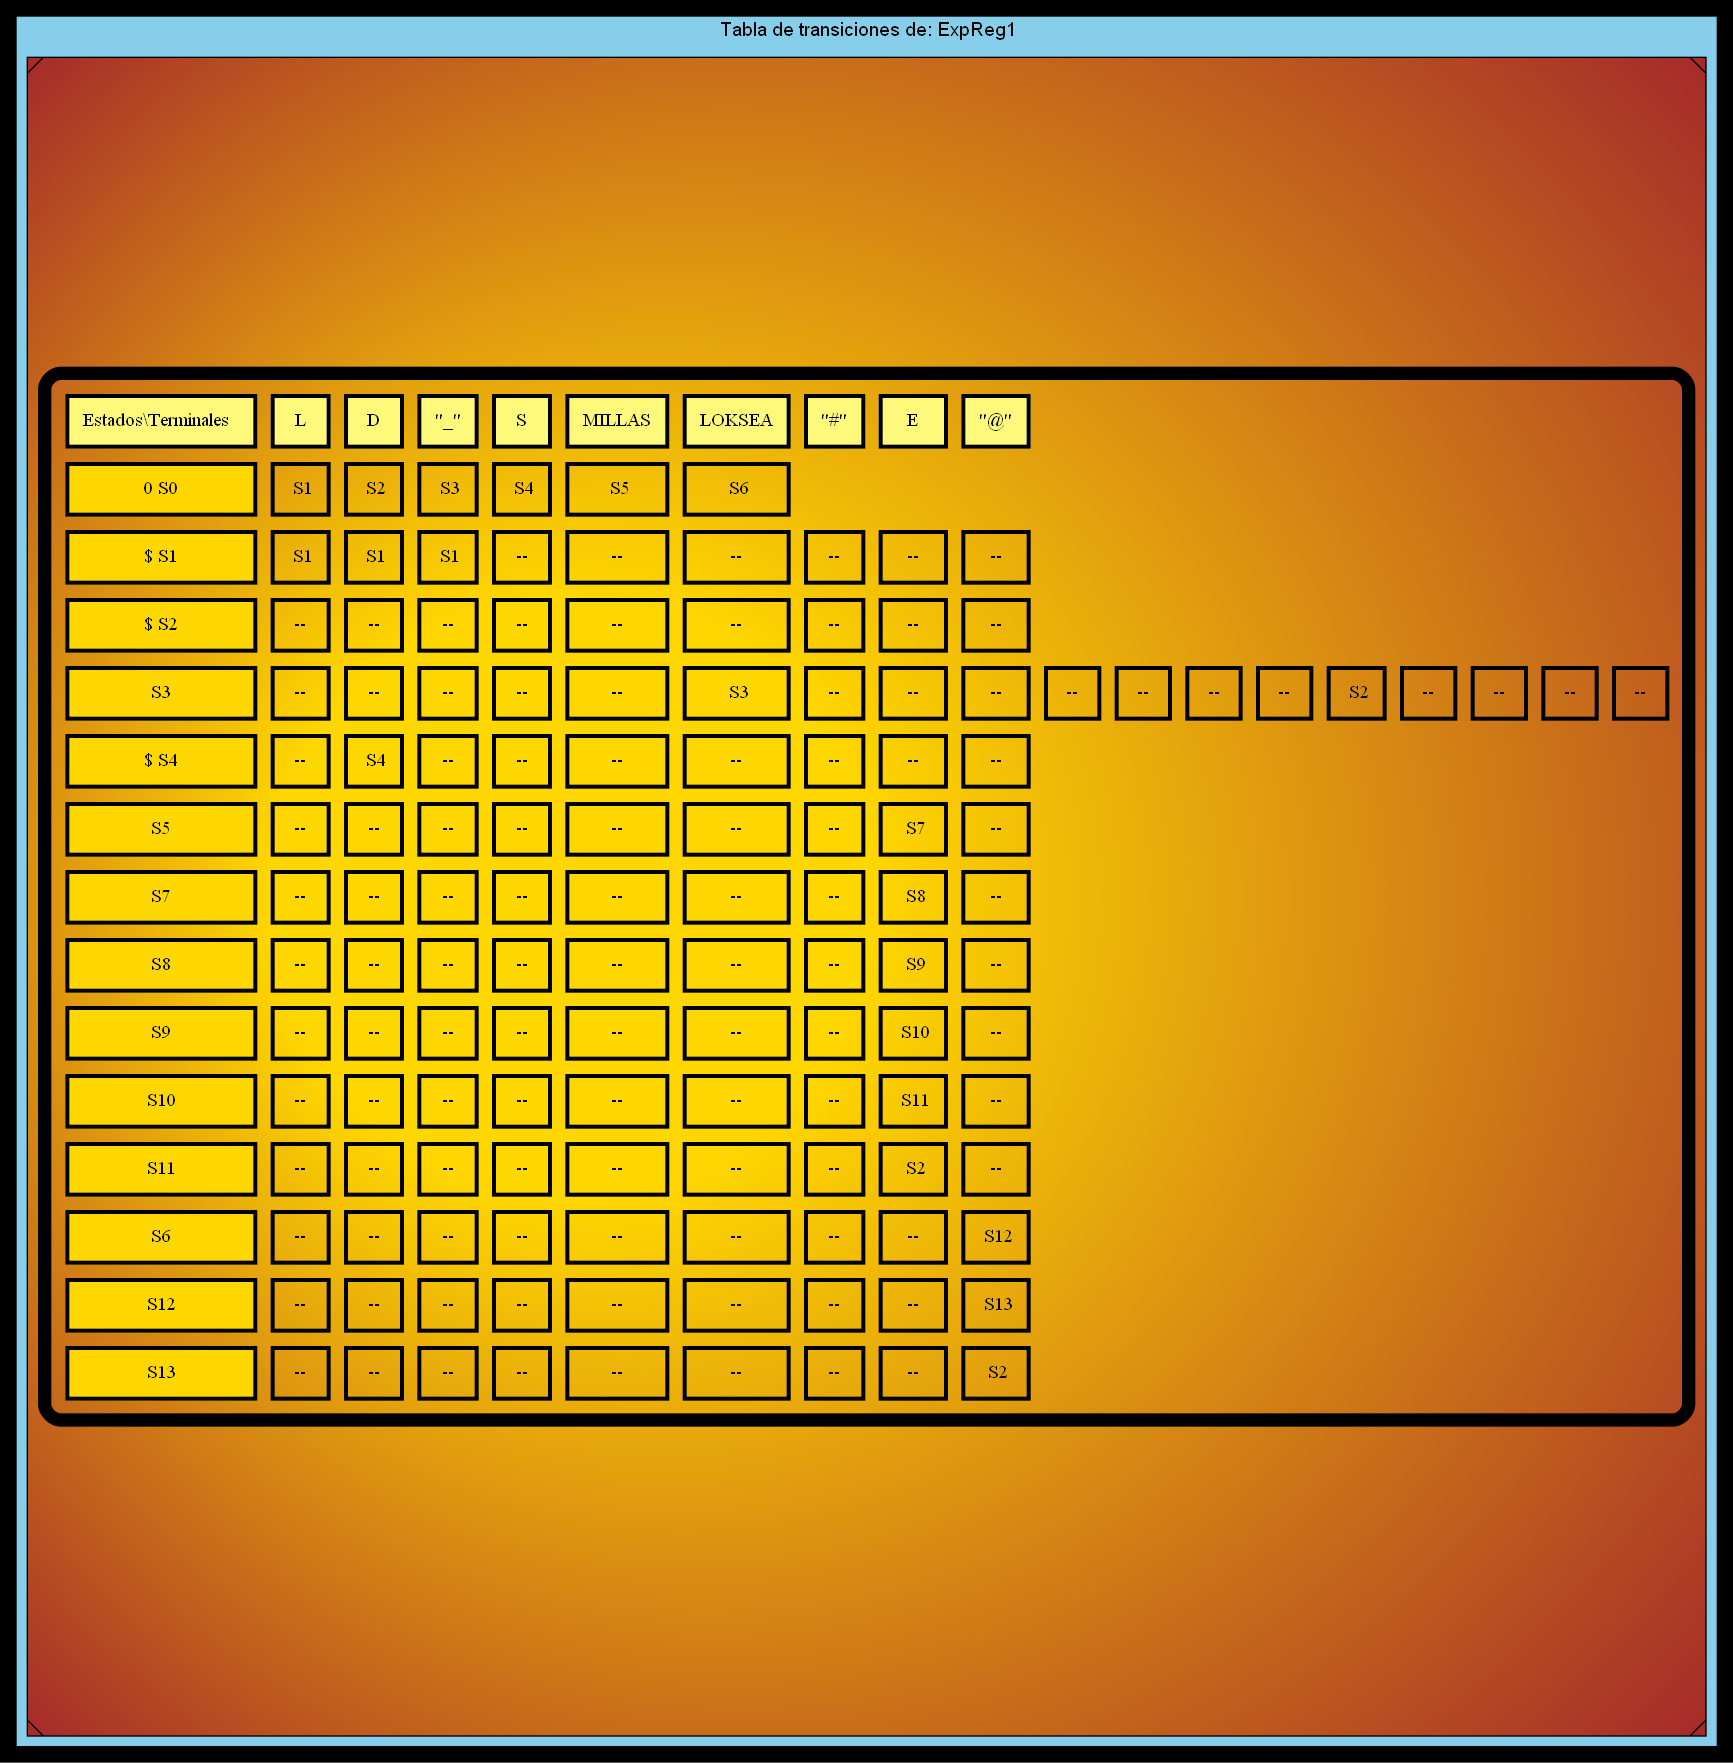 Tabla de transiciones de: ExpReg1
Estados\Terminales L D "_" S MILLAS LOKSEA "#" E "@"
0 S0 S1 S2 S3 S4 S5 S6
$ S1 S1 S1 S1 -- -- -- -- -- --
$ S2 -- -- -- -- -- -- -- -- --
S3 -- -- -- -- -- S3 -- -- -- -- -- -- -- S2 -- -- -- --
$ S4 -- S4 -- -- -- -- -- -- --
S5 -- -- -- -- -- -- -- S7 --
S7 -- -- -- -- -- -- -- S8 --
S8 -- -- -- -- -- -- -- S9 --
S9 -- -- -- -- -- -- -- S10 --
S10 -- -- -- -- -- -- -- S11 --
S11 -- -- -- -- -- -- -- S2 --
S6 -- -- -- -- -- -- -- -- S12
S12 -- -- -- -- -- -- -- -- S13
S13 -- -- -- -- -- -- -- -- S2